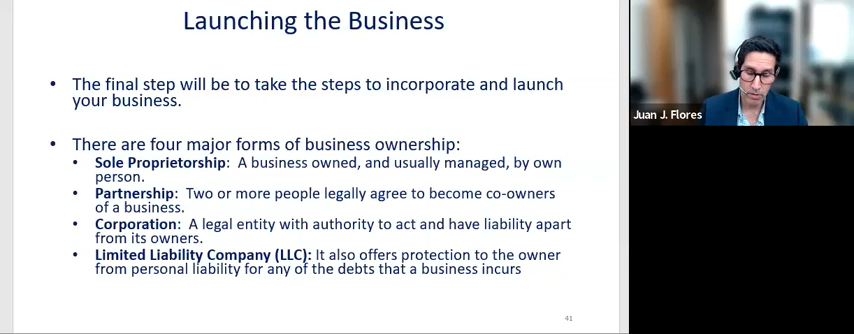 Launching the Business
• The final step will be to take the steps to incorporate and launch
your business.
• There are four major forms of business ownership:
• Sole Proprietorship: A business owned, and usually managed, by own
person.
• Partnership: Two or more people legally agree to become co-owners
of a business.
• Corporation: A legal entity with authority to act and have liability apart
from its owners.
• Limited Liability Company (LLC): It also offers protection to the owner
from personal liability for any of the debts that a business incurs
41
Juan J. Flores